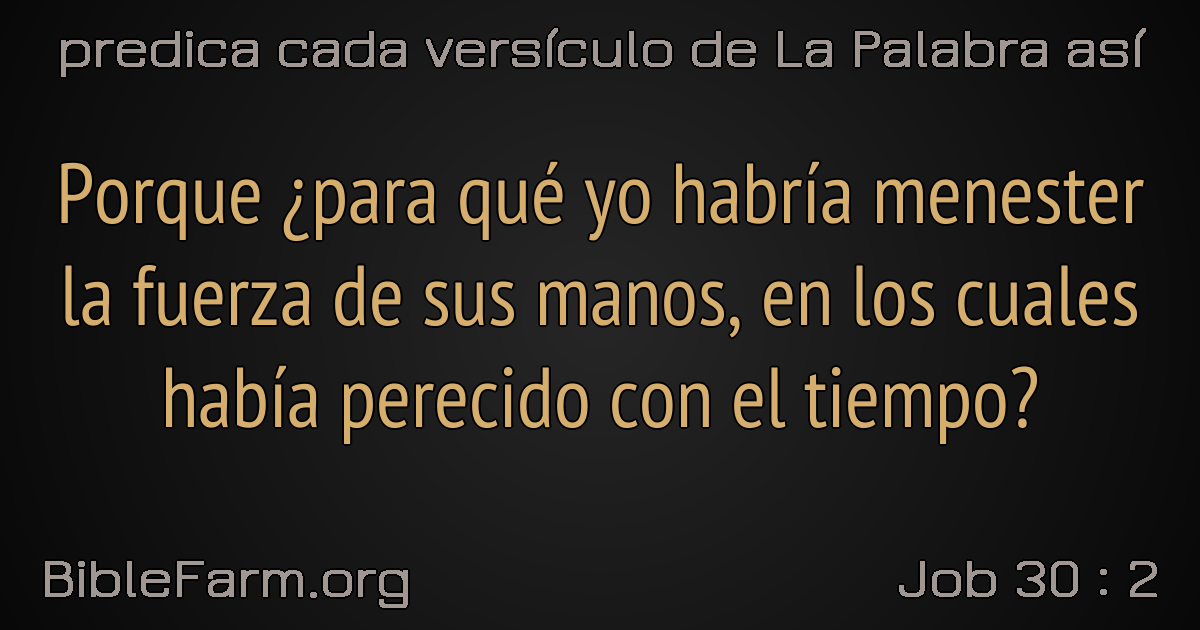 predica cada versículo de La Palabra así
Porque ¿para qué yo habría menester
la fuerza de sus manos, en los cuales
había perecido con el tiempo?
BibleFarm.org
Job 30 : 2